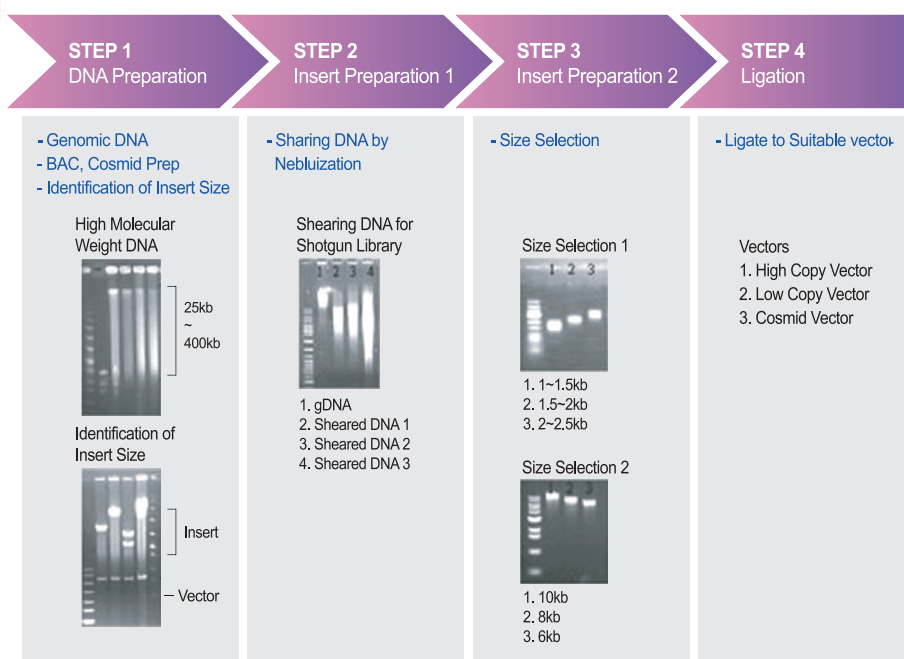 STEP 1
DNA Preparation
STEP 2
Insert Preparation 1
STEP 3
Insert Preparation 2
STEP 4
Ligation
- Genomic DNA
- BAC, Cosmid Prep
- Identification of Insert Size
High Molecular
Weight DNA
25kb
~
400kb
Identification of
Insert Size
Insert
Vector
- Sharing DNA by
Nebluization
Shearing DNA for
Shotgun Library
1 2 3 4
1. gDNA
2. Sheared DNA 1
3. Sheared DNA 2
4. Sheared DNA 3
- Size Selection
Size Selection 1
1 2 3
1. 1~1.5kb
2. 1.5~2kb
3. 2~2.5kb
Size Selection 2
1 2 3
1. 10kb
2. 8kb
3. 6kb
- Ligate to Suitable vector
Vectors
1. High Copy Vector
2. Low Copy Vector
3. Cosmid Vector